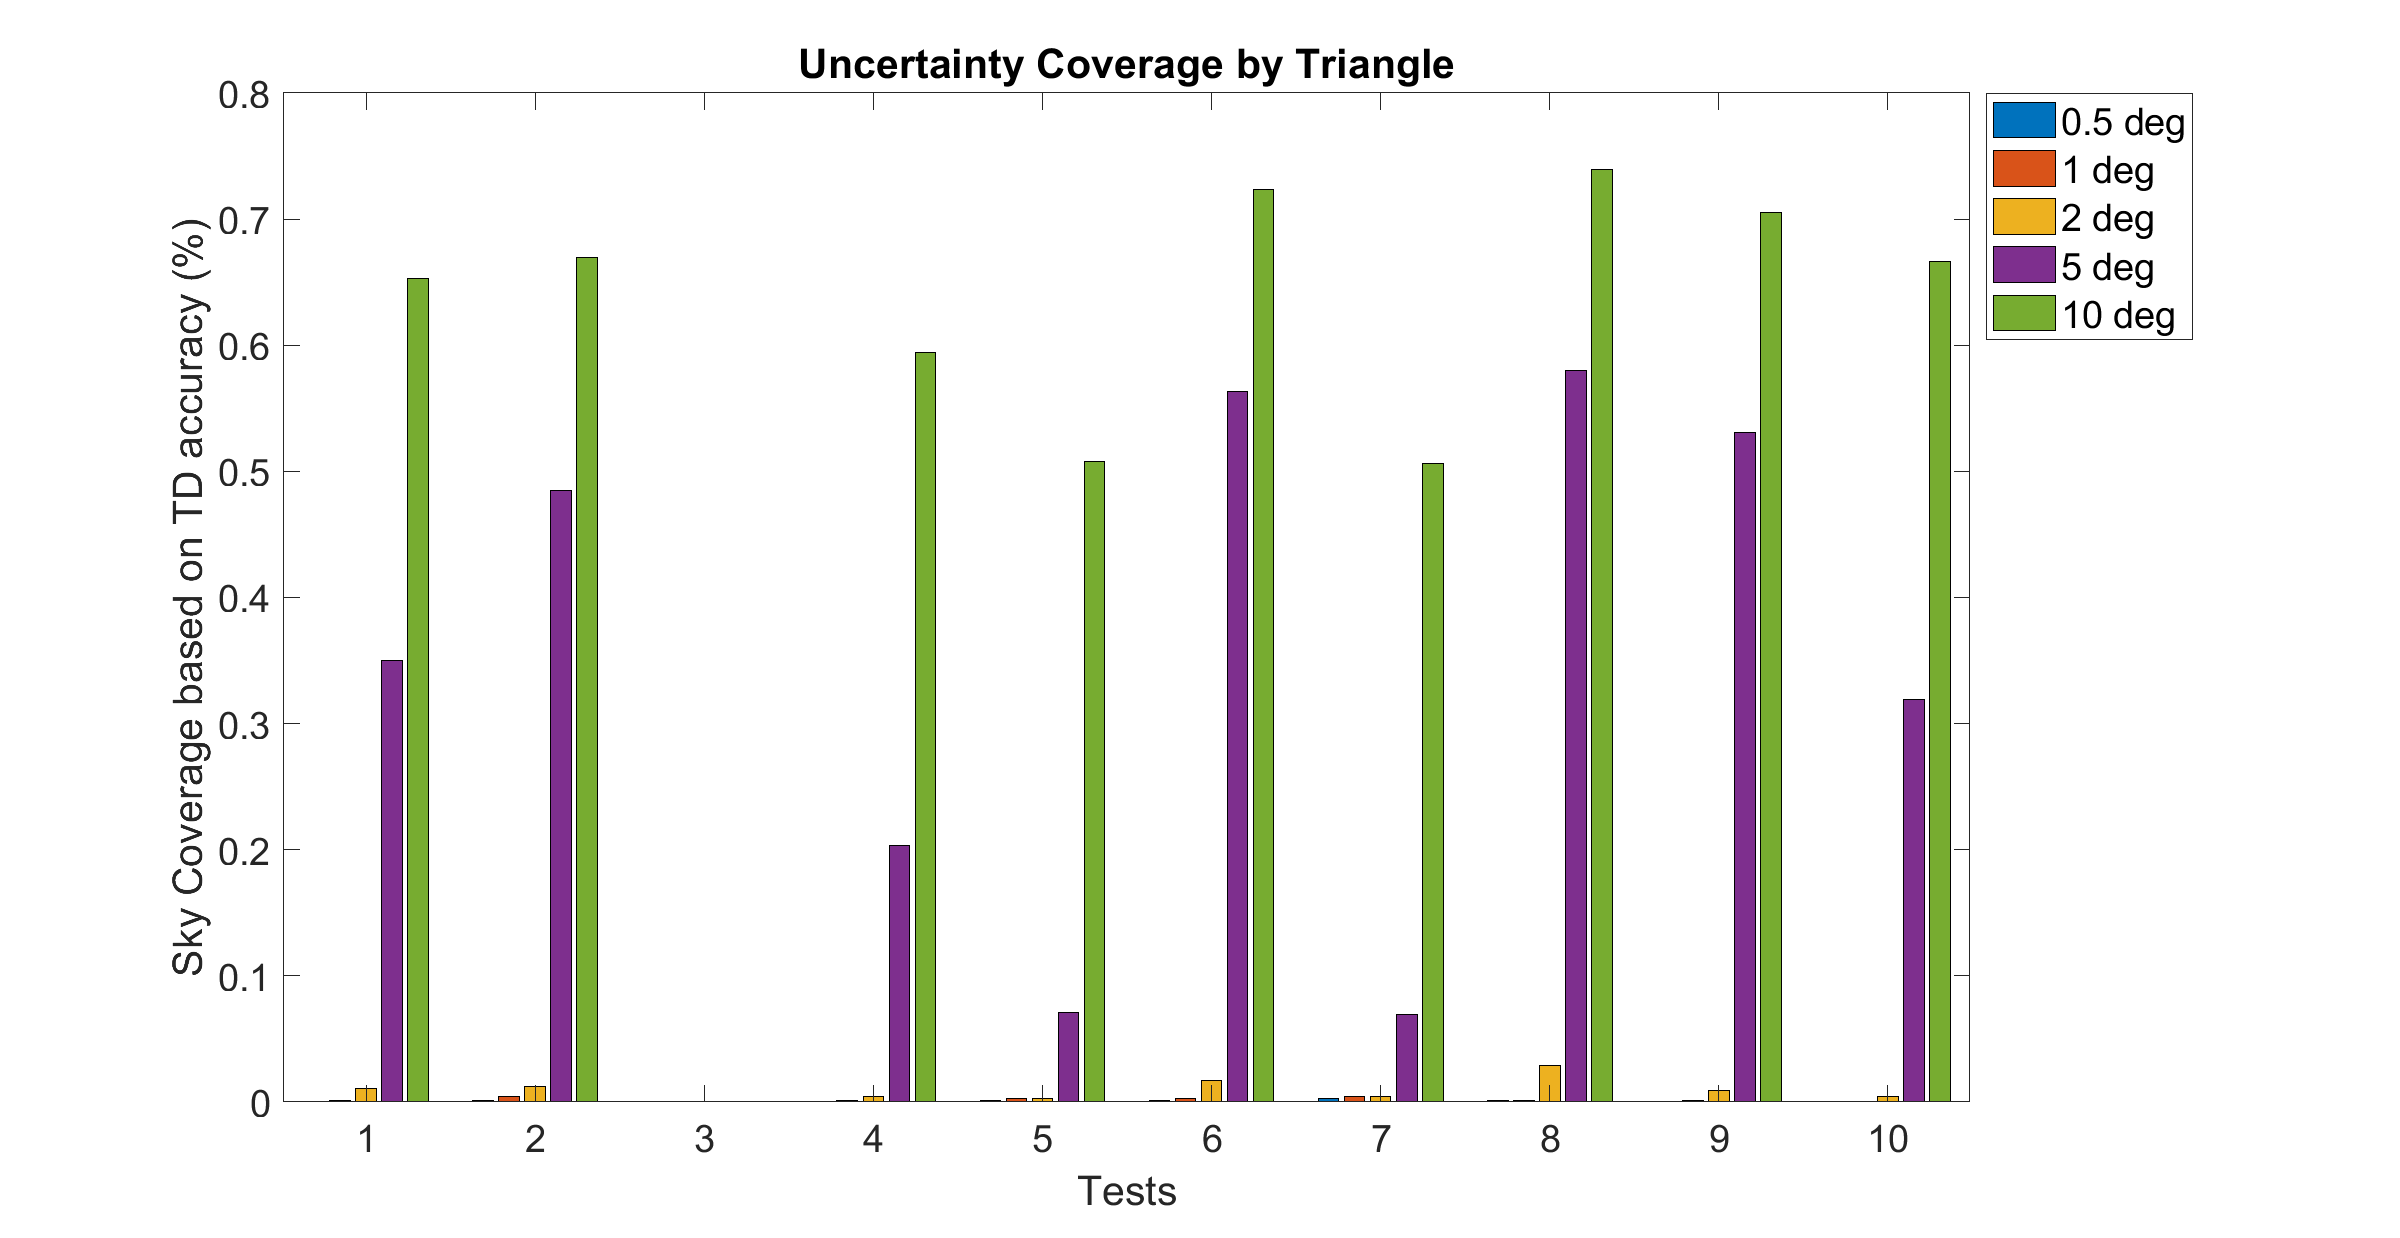 Uncertainty Coverage by Triangle
Sky Coverage based on TD accuracy (%)
0.8
0.7
0.6
0.5
0.4
0.3
0.2
0.1
0
1 2 3 4 5 6 7 8 9 10
Tests
0.5 deg
1 deg
2 deg
5 deg
10 deg